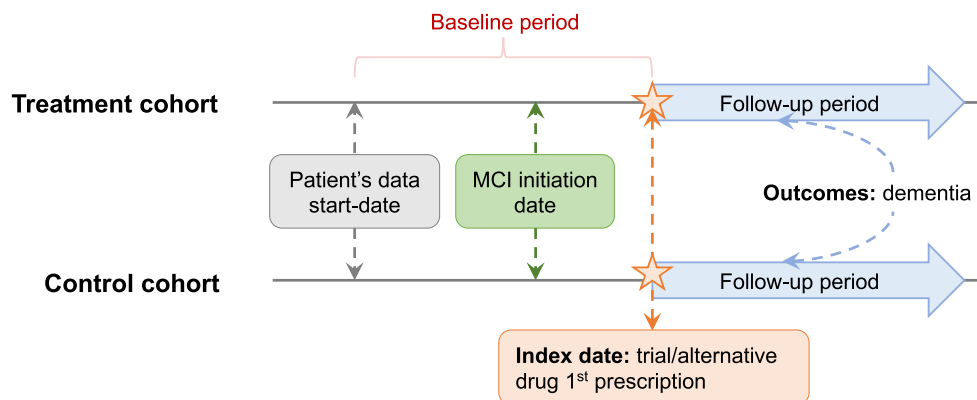 Baseline period
Treatment cohort
Follow-up period
Patient's data
start-date
MCI initiation
date
Outcomes: dementia
Control cohort
Follow-up period
Index date: trial/alternative
drug 1st prescription